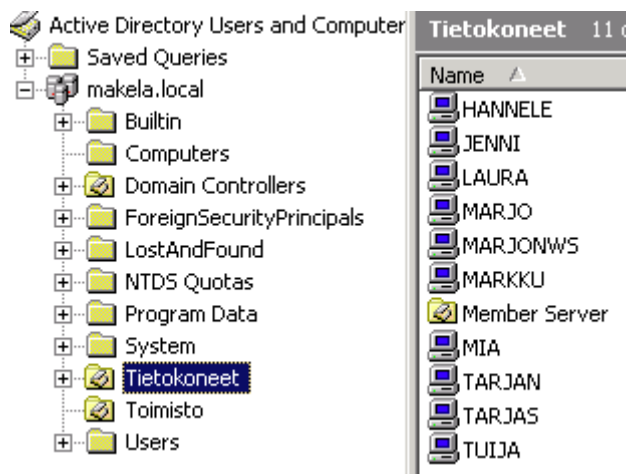 Active Directory Users and Computer
Saved Queries
makela.local
Builtin
Computers
Domain Controllers
ForeignSecurityPrincipals
LostAndFound
NTDS Quotas
Program Data
System
Tietokoneet
Toimisto
Users
Tietokoneet 11
Name
HANNELE
JENNI
LAURA
MARJO
MARJONWS
MARKKU
Member Server
MIA
TARJAN
TARJAS
TUIJA